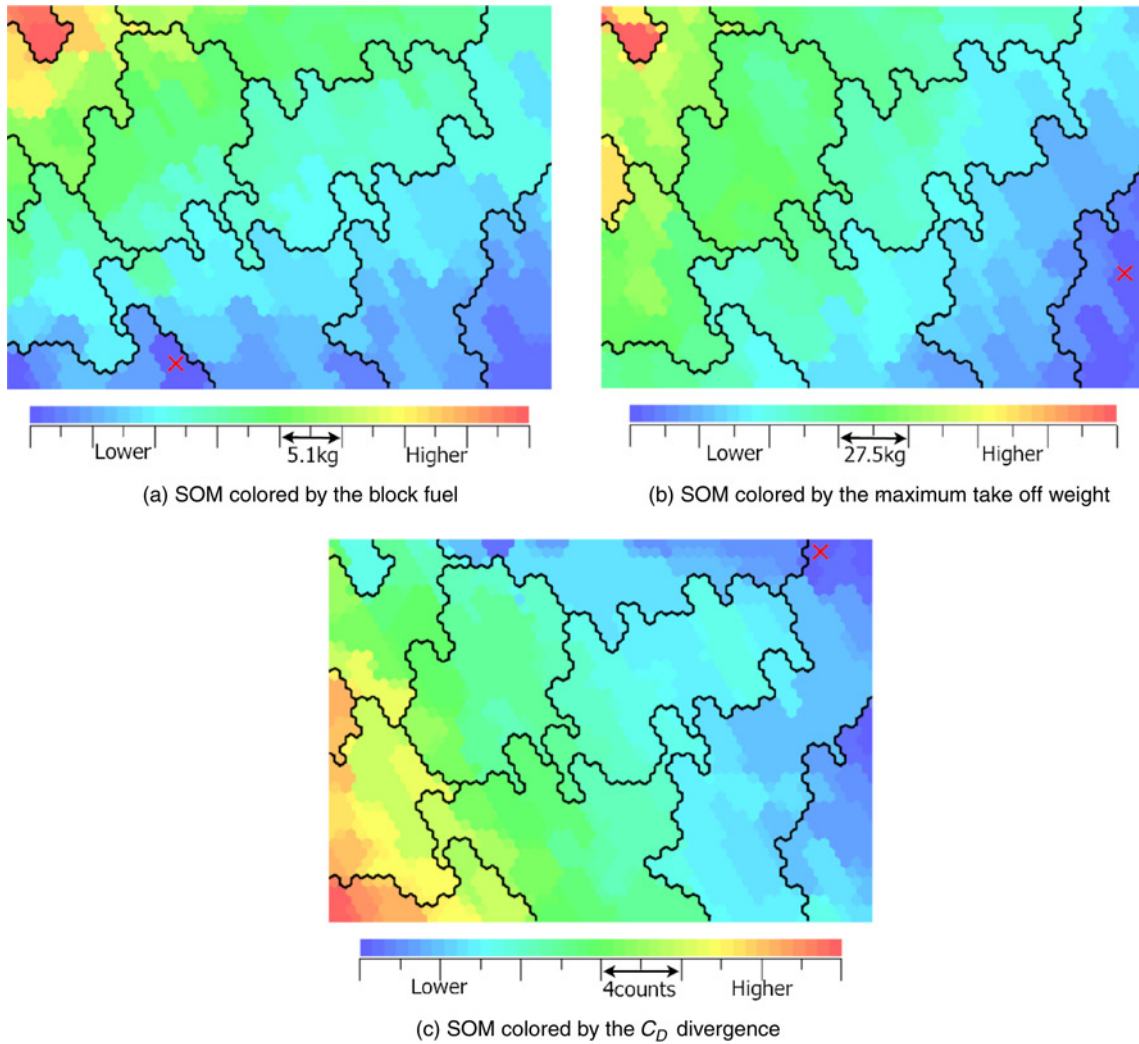 Lower 5.1kg Higher
(a) SOM colored by the block fuel
Lower 27.5kg Higher
(b) SOM colored by the maximum take off weight
Lower 4counts Higher
(c) SOM colored by the C_D divergence